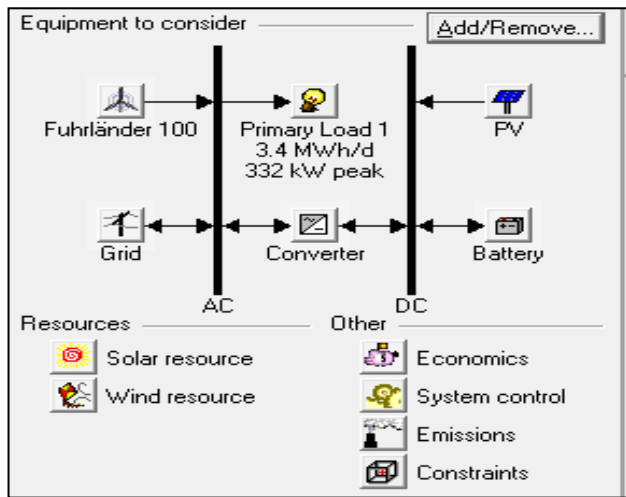 Equipment to consider
Add/Remove...
Fuhrländer 100
Primary Load 1
3.4 MWh/d
332 kW peak
PV
Grid
Converter
Battery
AC
DC
Resources
Other
Solar resource
Economics
Wind resource
System control
Emissions
Constraints